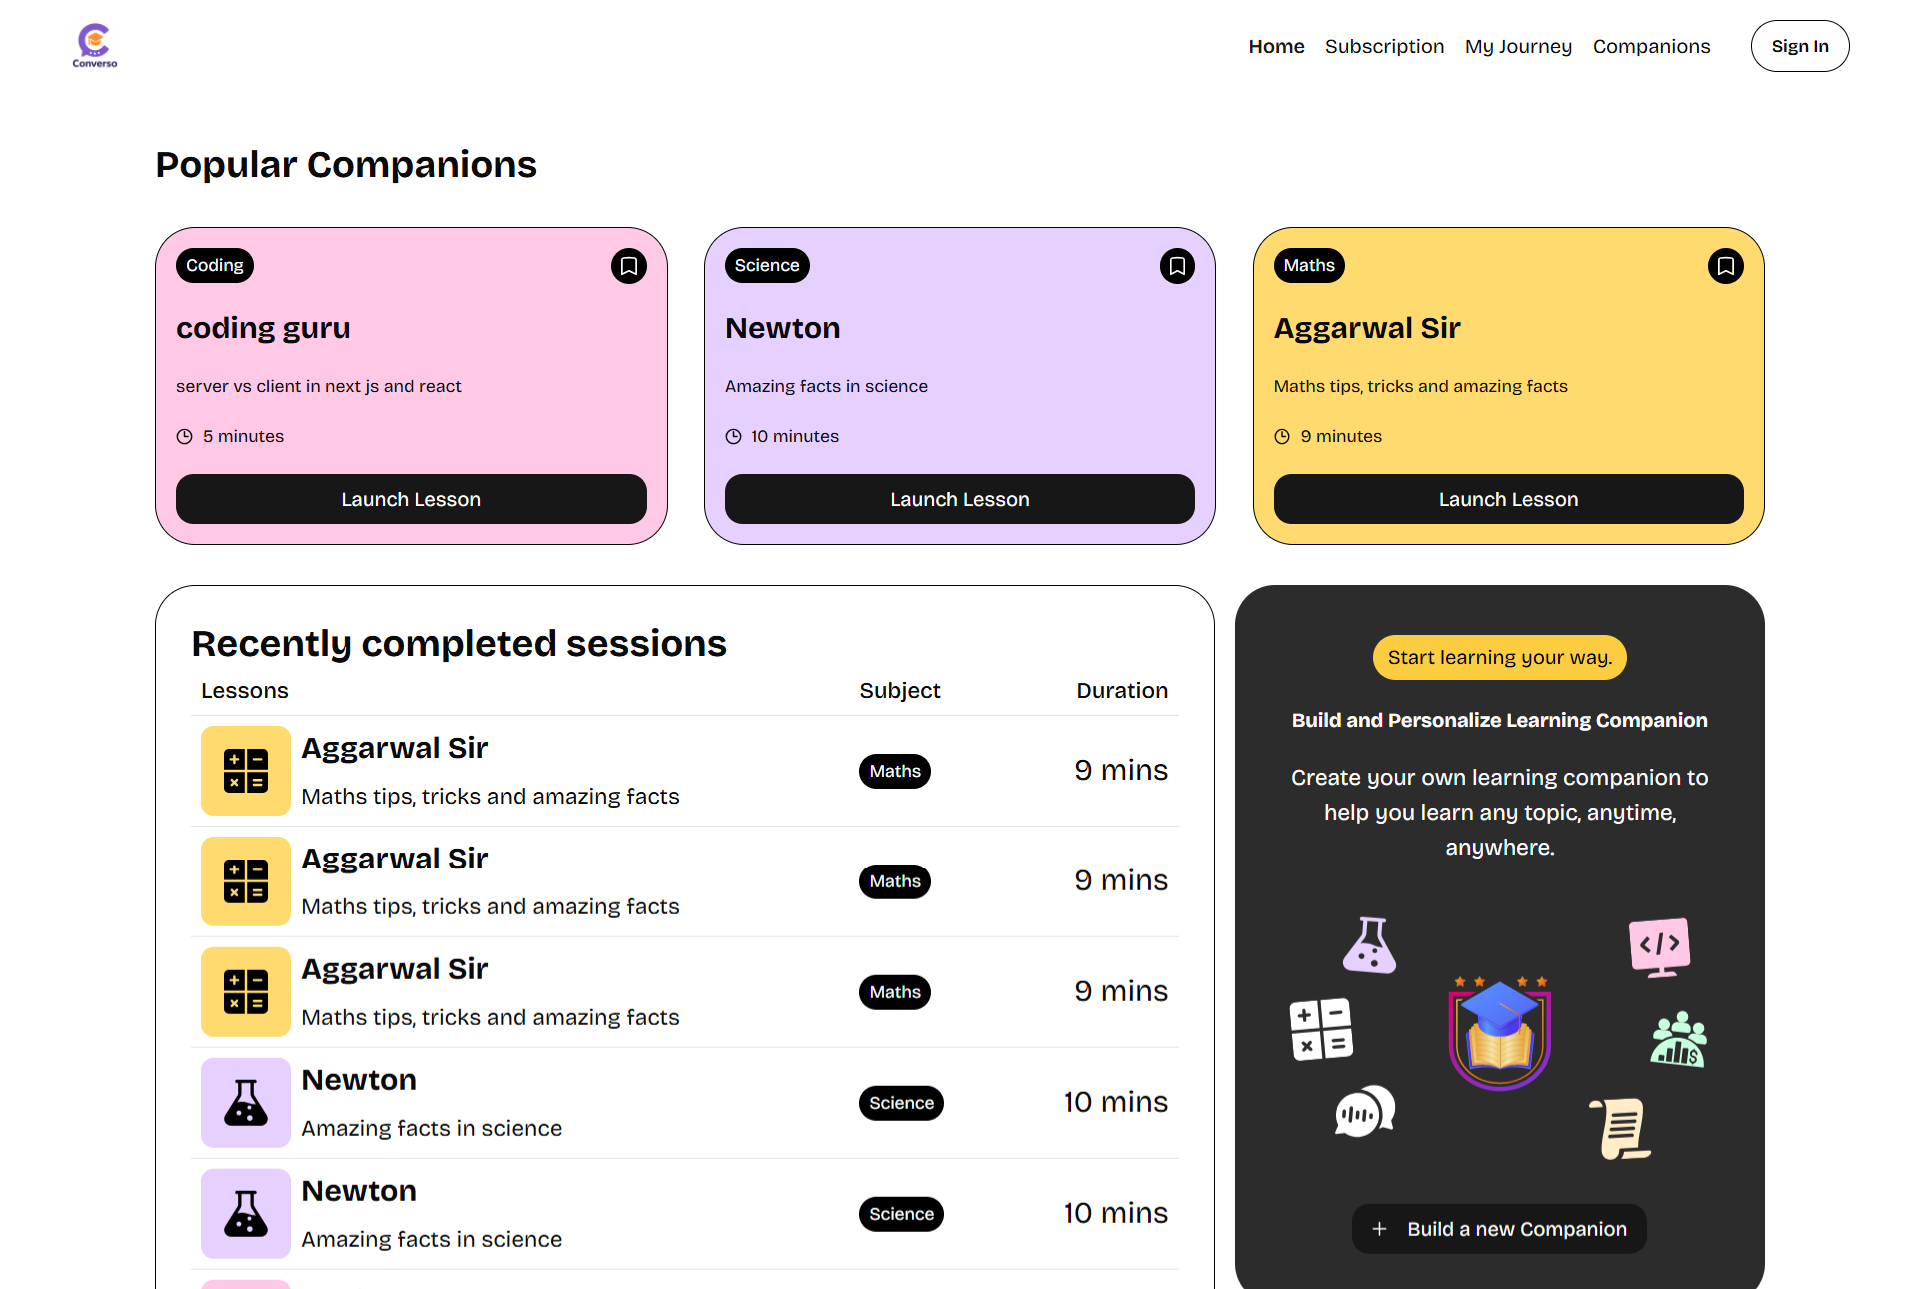 Converso
Home Subscription My Journey Companions Sign In
Popular Companions
Coding
coding guru
server vs client in next js and react
5 minutes
Launch Lesson
Science
Newton
Amazing facts in science
10 minutes
Launch Lesson
Maths
Aggarwal Sir
Maths tips, tricks and amazing facts
9 minutes
Launch Lesson
Recently completed sessions
Lessons Subject Duration
Aggarwal Sir
Maths tips, tricks and amazing facts
Maths
9 mins
Aggarwal Sir
Maths tips, tricks and amazing facts
Maths
9 mins
Aggarwal Sir
Maths tips, tricks and amazing facts
Maths
9 mins
Newton
Amazing facts in science
Science
10 mins
Newton
Amazing facts in science
Science
10 mins
Start learning your way.
Build and Personalize Learning Companion
Create your own learning companion to
help you learn any topic, anytime,
anywhere.
+ Build a new Companion